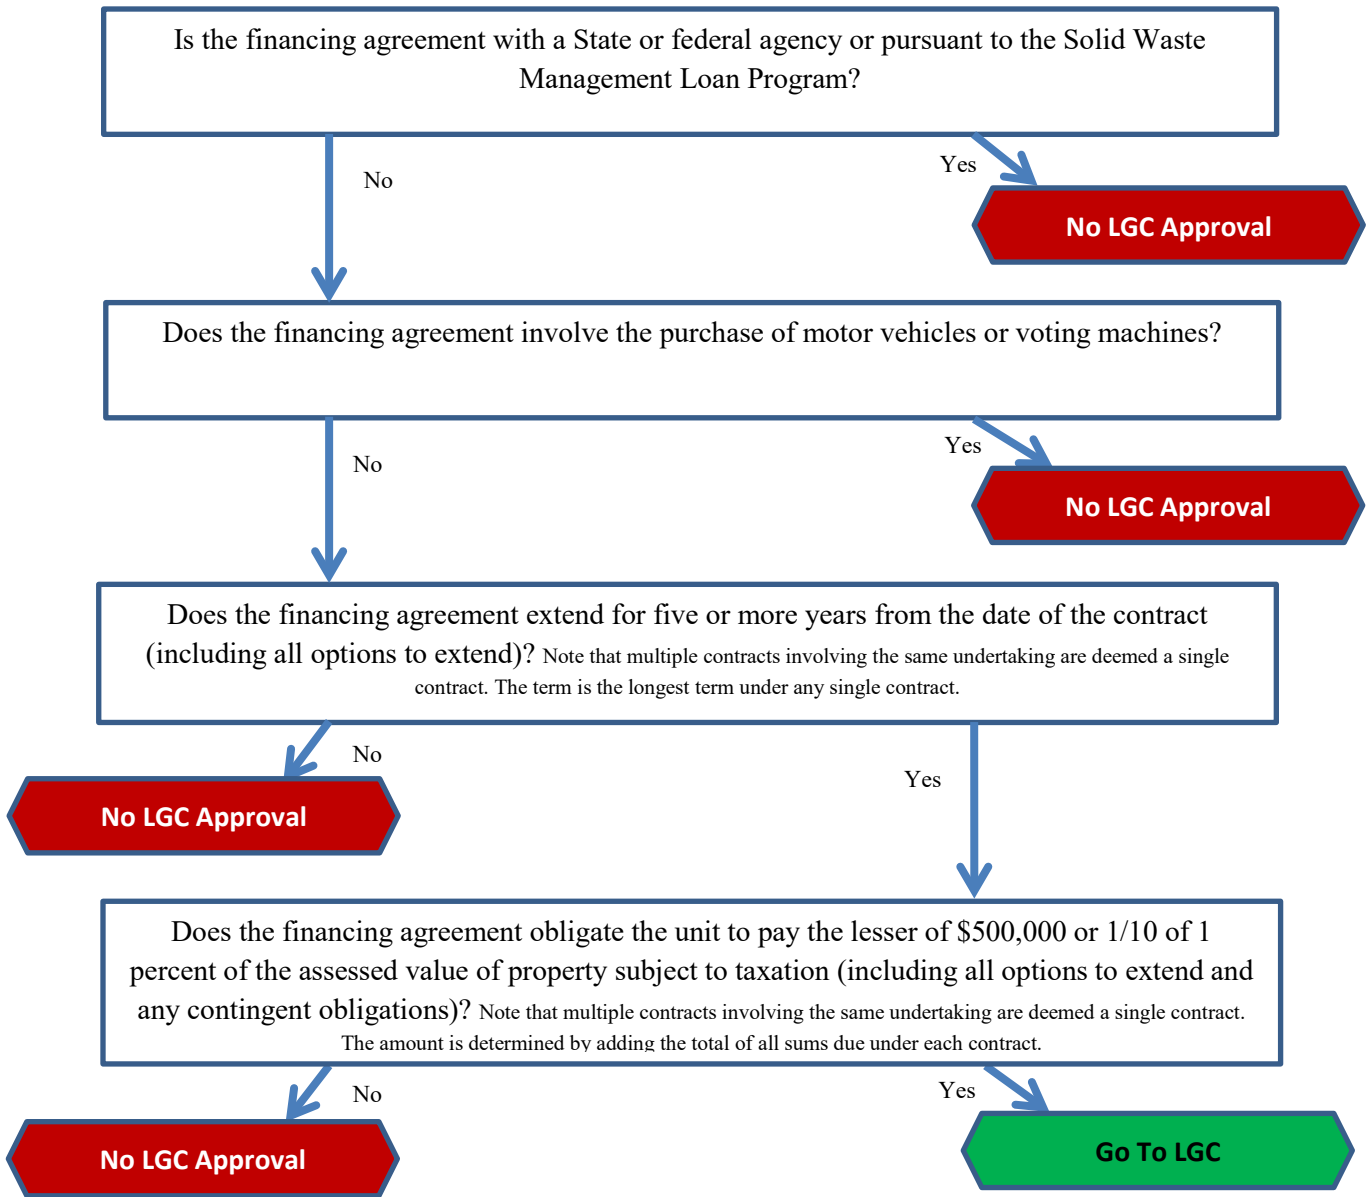 Is the financing agreement with a State or federal agency or pursuant to the Solid Waste
Management Loan Program?
No
Yes
No LGC Approval
Does the financing agreement involve the purchase of motor vehicles or voting machines?
No
Yes
No LGC Approval
Does the financing agreement extend for five or more years from the date of the contract
(including all options to extend)? Note that multiple contracts involving the same undertaking are deemed a single
contract. The term is the longest term under any single contract.
No
Yes
No LGC Approval
Does the financing agreement obligate the unit to pay the lesser of $500,000 or 1/10 of 1
percent of the assessed value of property subject to taxation (including all options to extend and
any contingent obligations)? Note that multiple contracts involving the same undertaking are deemed a single contract.
The amount is determined by adding the total of all sums due under each contract.
No
Yes
No LGC Approval
Go To LGC